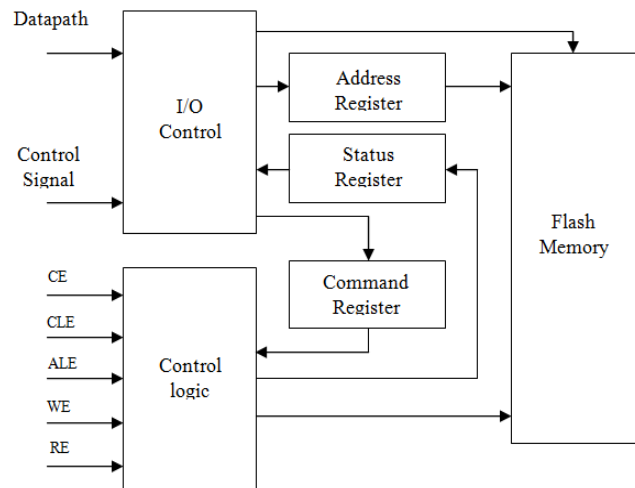 Datapath
I/O
Control
Address
Register
Control
Signal
Status
Register
Flash
Memory
Command
Register
CE
CLE
ALE
WE
RE
Control
logic